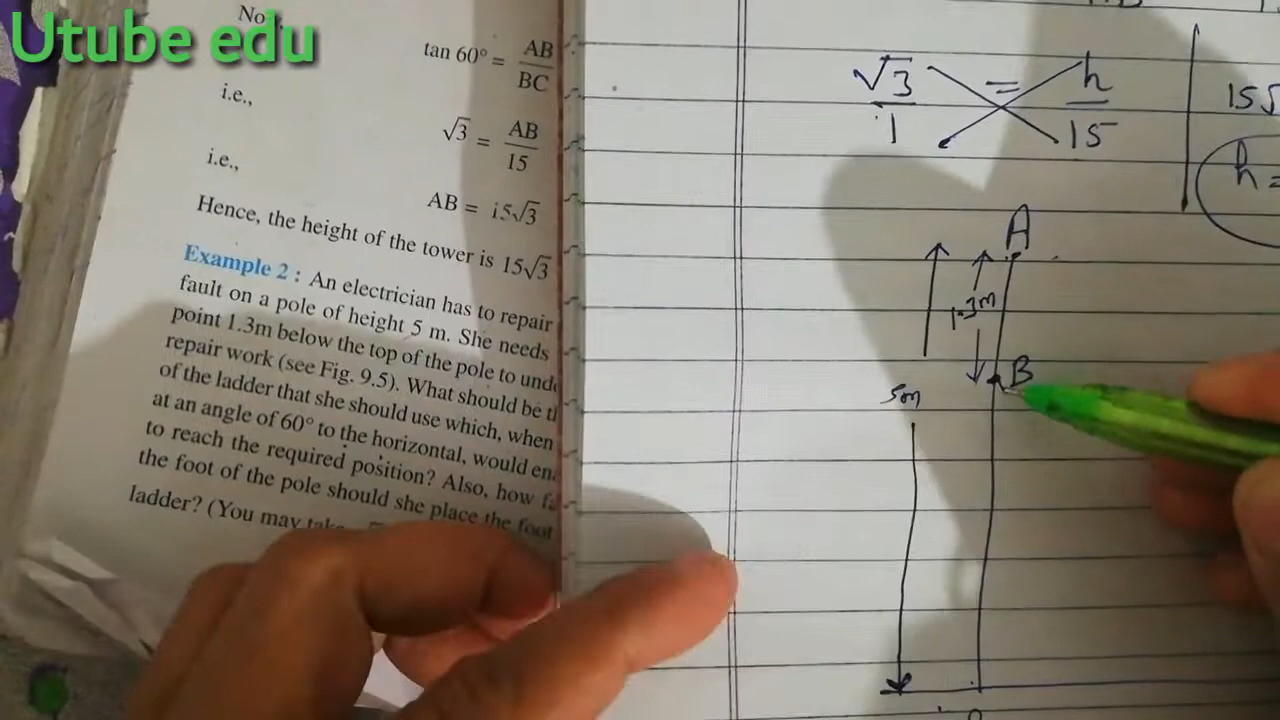 Utube edu
tan 60° = AB
BC
i.e.,
√3 = AB
15
i.e.,
AB = 15√3
Hence, the height of the tower is 15√3
Example 2 : An electrician has to repair
fault on a pole of height 5 m. She needs
point 1.3m below the top of the pole to
repair work (see Fig. 9.5). What should be
of the ladder that she should use which, when
at an angle of 60° to the horizontal, would
to reach the required position? Also, how
the foot of the pole should she place the foot
ladder? (You may
√3 = h
1 15
h =
A
1.3m
B
5m